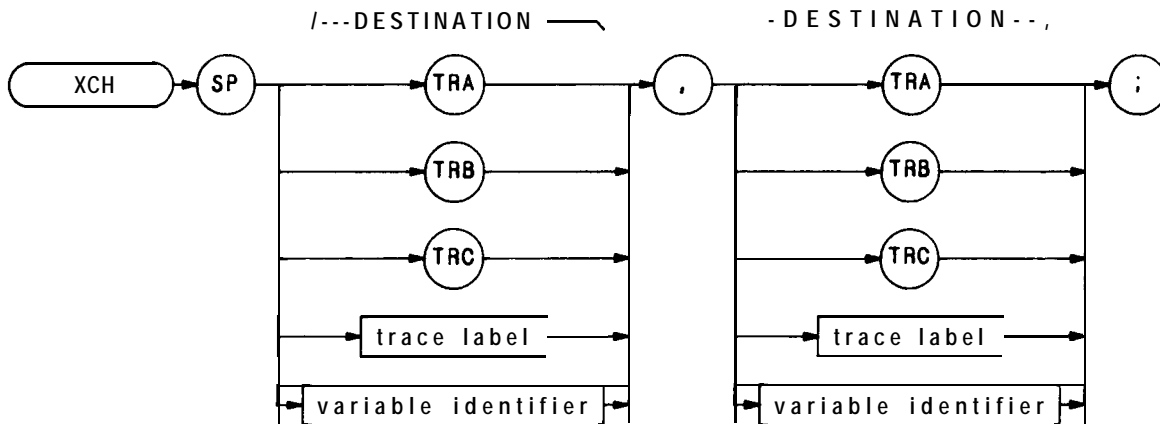 /---DESTINATION -DESTINATION--,
XCH SP TRA , TRA ;
TRB TRB
TRC TRC
trace label trace label
variable identifier variable identifier